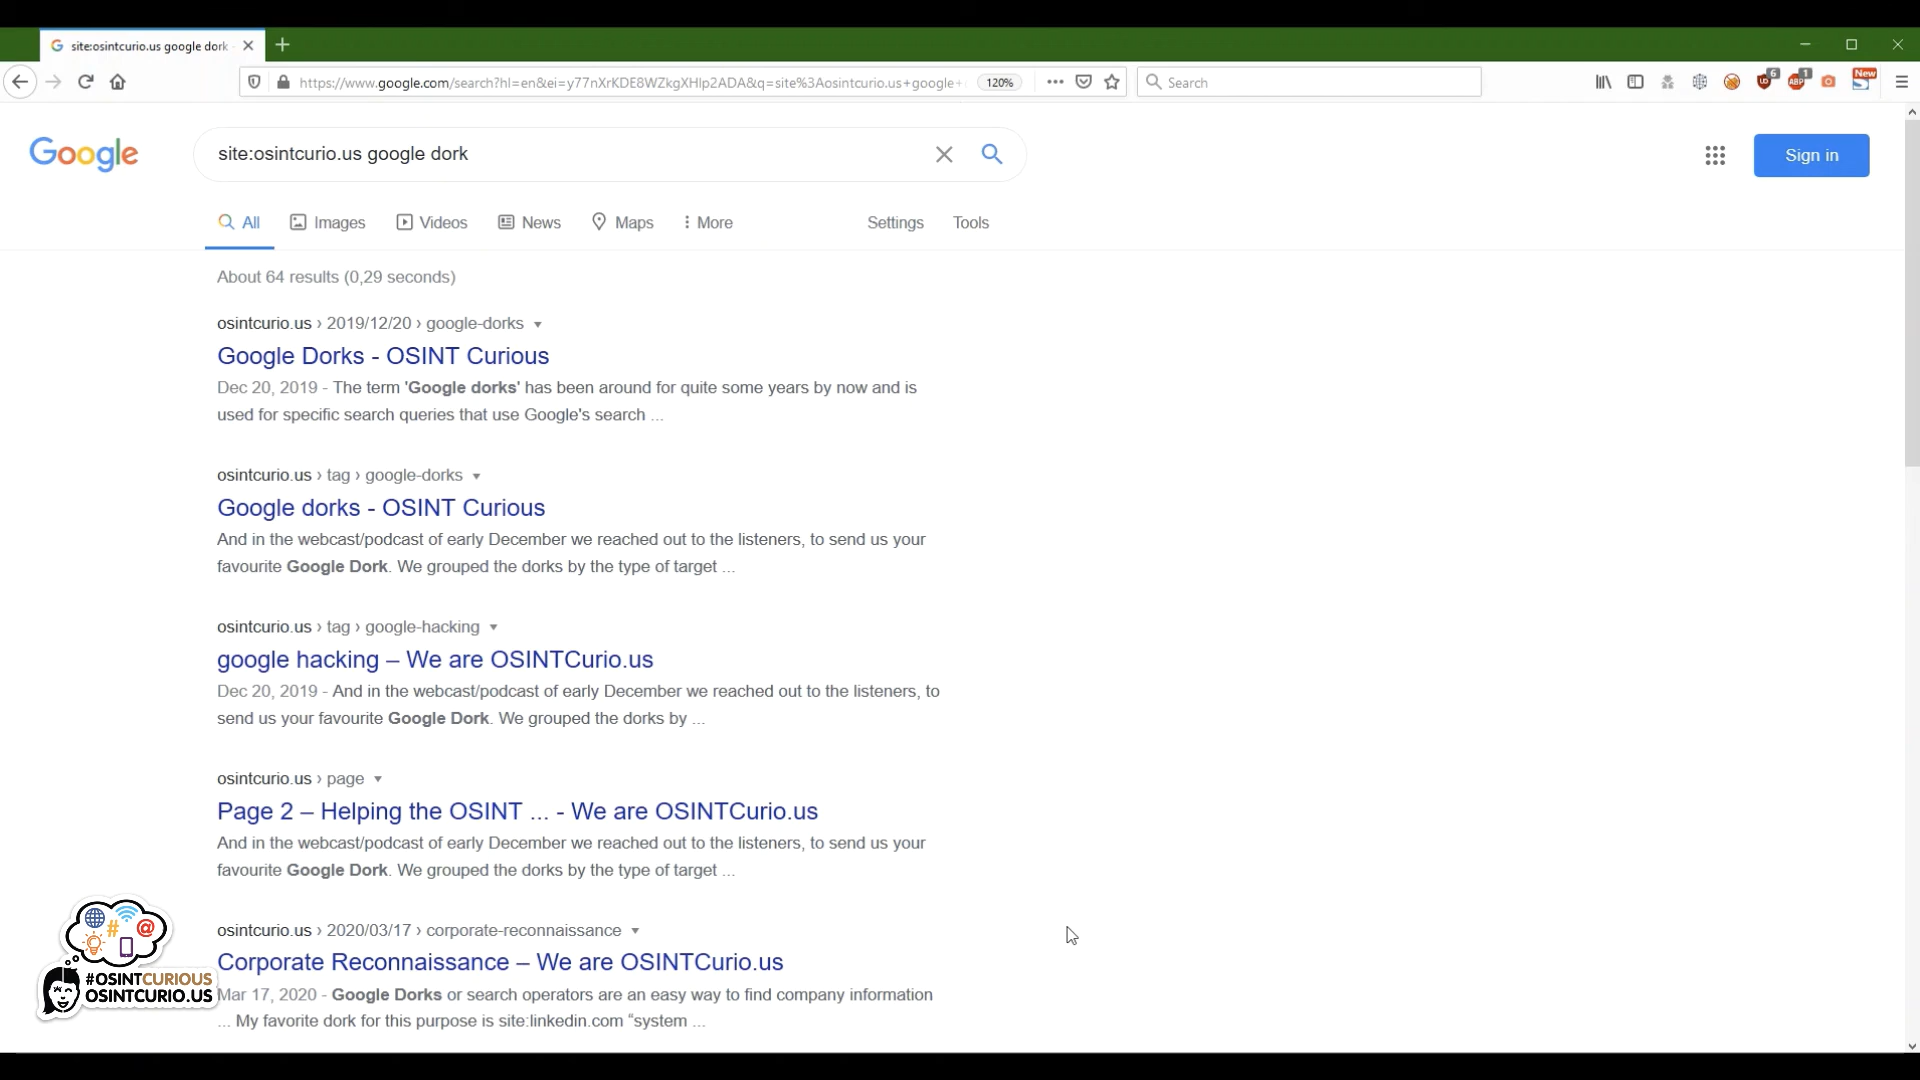 site:osintcurio.us google dork
https://www.google.com/search?hl=en&ei=y77nXrKDE8WZkgXHlp2ADA&q=site%3Aosintcurio.us+google+
120%
Search
6
1
New
Google
site:osintcurio.us google dork
Sign in
All
Images
Videos
News
Maps
More
Settings
Tools
About 64 results (0,29 seconds)
osintcurio.us › 2019/12/20 › google-dorks
Google Dorks - OSINT Curious
Dec 20, 2019 - The term 'Google dorks' has been around for quite some years by now and is
used for specific search queries that use Google's search ...
osintcurio.us › tag › google-dorks
Google dorks - OSINT Curious
And in the webcast/podcast of early December we reached out to the listeners, to send us your
favourite Google Dork. We grouped the dorks by the type of target ...
osintcurio.us › tag › google-hacking
google hacking – We are OSINTCurio.us
Dec 20, 2019 - And in the webcast/podcast of early December we reached out to the listeners, to
send us your favourite Google Dork. We grouped the dorks by ...
osintcurio.us › page
Page 2 – Helping the OSINT ... - We are OSINTCurio.us
And in the webcast/podcast of early December we reached out to the listeners, to send us your
favourite Google Dork. We grouped the dorks by the type of target ...
osintcurio.us › 2020/03/17 › corporate-reconnaissance
Corporate Reconnaissance – We are OSINTCurio.us
Mar 17, 2020 - Google Dorks or search operators are an easy way to find company information
... My favorite dork for this purpose is site:linkedin.com “system ...
#OSINTCURIOUS
OSINTCURIO.US